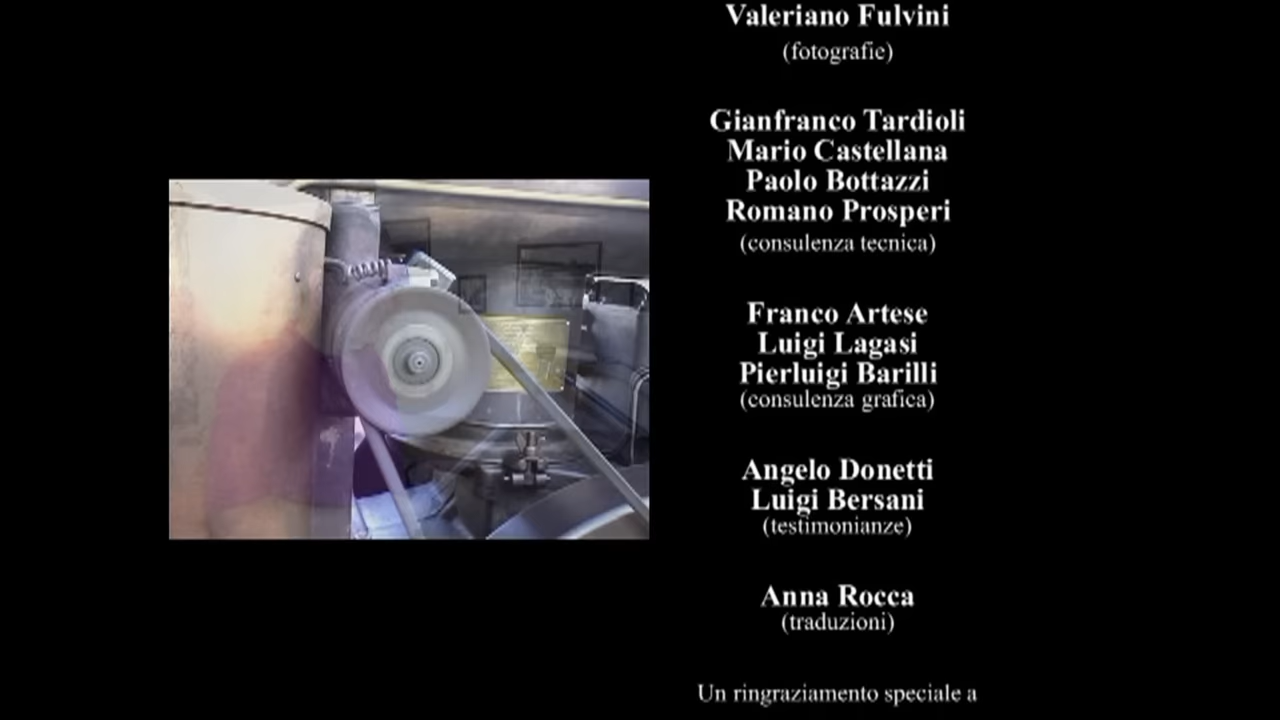 Valeriano Fulvini
(fotografie)
Gianfranco Tardioli
Mario Castellana
Paolo Bottazzi
Romano Prosperi
(consulenza tecnica)
Franco Artese
Luigi Lagasi
Pierluigi Barilli
(consulenza grafica)
Angelo Donetti
Luigi Bersani
(testimonianze)
Anna Rocca
(traduzioni)
Un ringraziamento speciale a